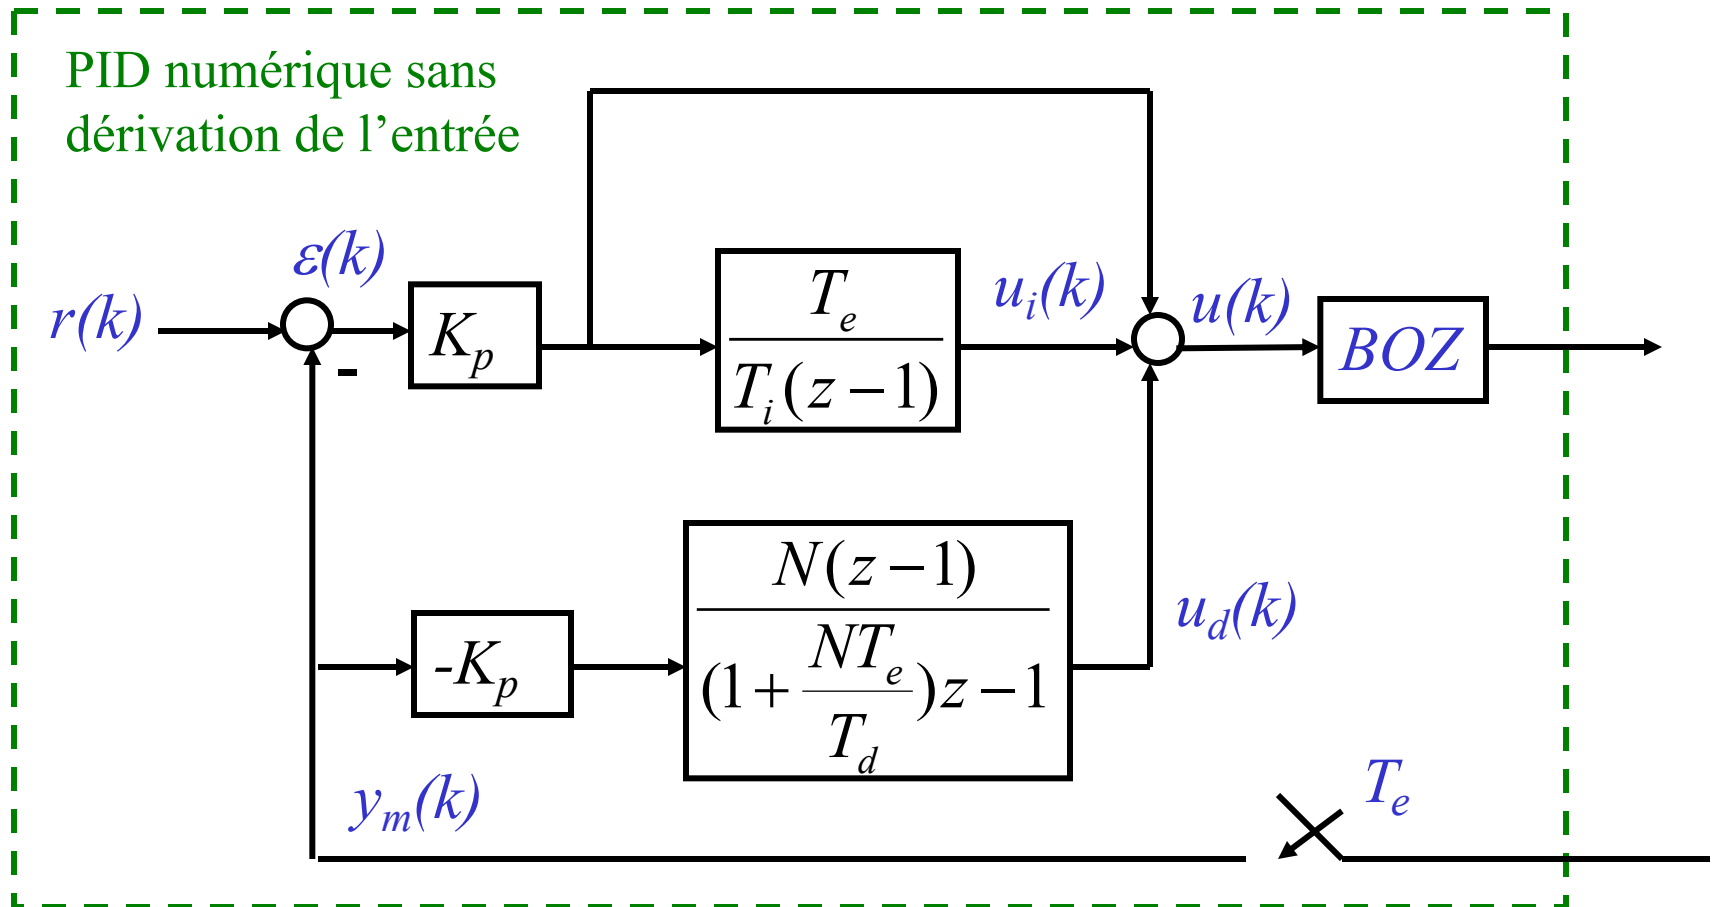 PID numérique sans
dérivation de l’entrée
ε(k)
r(k)
K_p
T_e
T_i(z – 1)
u_i(k)
u(k)
BOZ
-K_p
N(z – 1)
(1 + NT_e/T_d)z – 1
u_d(k)
y_m(k)
T_e
-